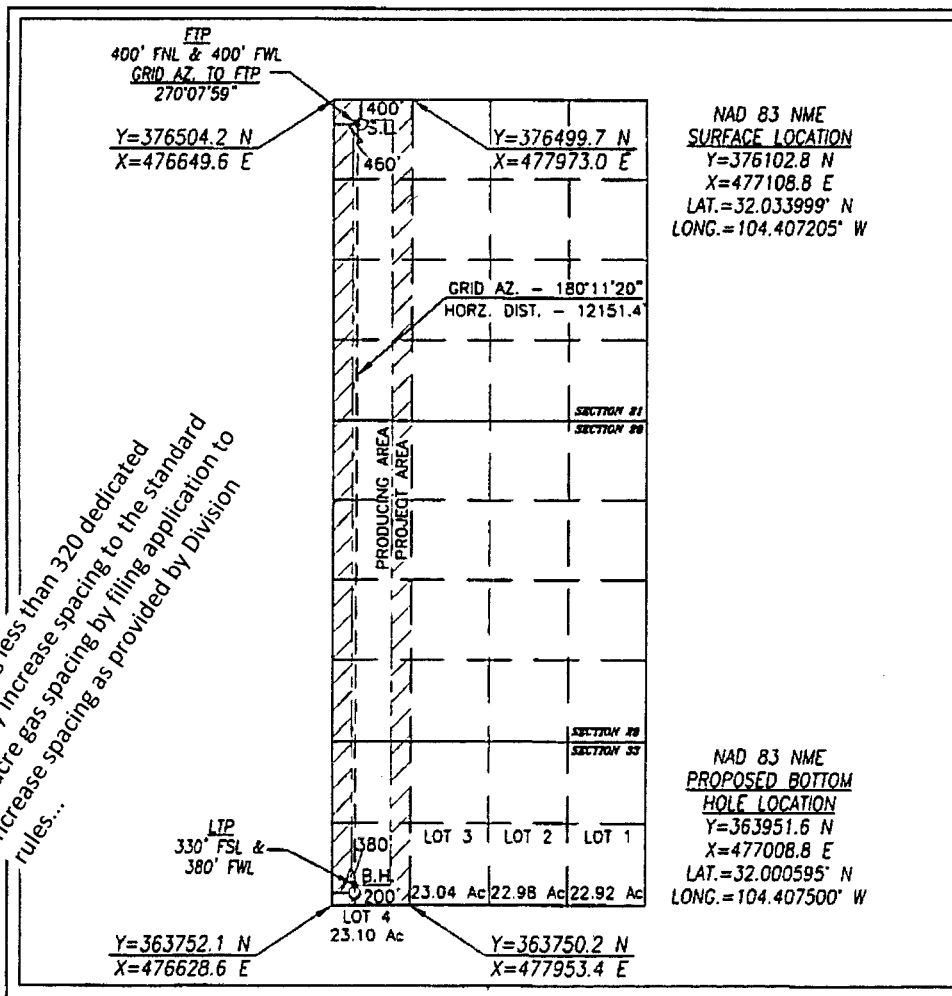 FTP
400' FNL & 400' FWL
GRID AZ. TO FTP
270°07'59"
Y=376504.2 N
X=476649.6 E
400'
S.L.
460'
Y=376499.7 N
X=477973.0 E
NAD 83 NME
SURFACE LOCATION
Y=376102.8 N
X=477108.8 E
LAT.=32.033999° N
LONG.=104.407205° W
GRID AZ. - 180°11'20"
HORZ. DIST. - 12151.4'
SECTION 21
SECTION 28
PRODUCING AREA
PROJECT AREA
less than 320 dedicated
increase spacing to the standard
acre gas spacing by filing application to
increase spacing as provided by Division
rules...
SECTION 28
SECTION 33
LTP
330' FSL &
380' FWL
380'
B.H.
200'
LOT 3
LOT 2
LOT 1
23.04 Ac
22.98 Ac
22.92 Ac
LOT 4
23.10 Ac
Y=363752.1 N
X=476628.6 E
Y=363750.2 N
X=477953.4 E
NAD 83 NME
PROPOSED BOTTOM
HOLE LOCATION
Y=363951.6 N
X=477008.8 E
LAT.=32.000595° N
LONG.=104.407500° W